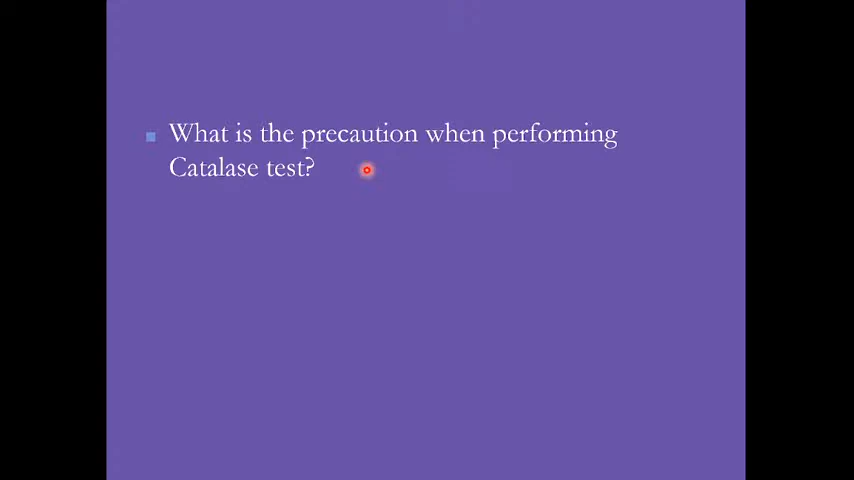 What is the precaution when performing
Catalase test?